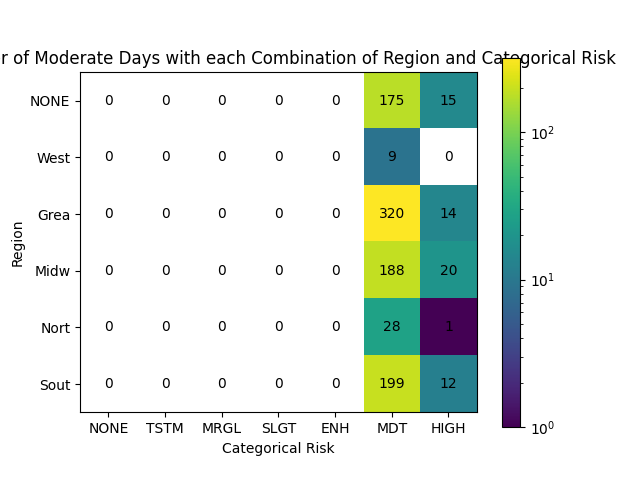 r of Moderate Days with each Combination of Region and Categorical Risk
NONE 0 0 0 0 0 175 15
West 0 0 0 0 0 9 0
Grea 0 0 0 0 0 320 14
Midw 0 0 0 0 0 188 20
Nort 0 0 0 0 0 28 1
Sout 0 0 0 0 0 199 12
NONE TSTM MRGL SLGT ENH MDT HIGH
Categorical Risk
Region
10²
10¹
10⁰